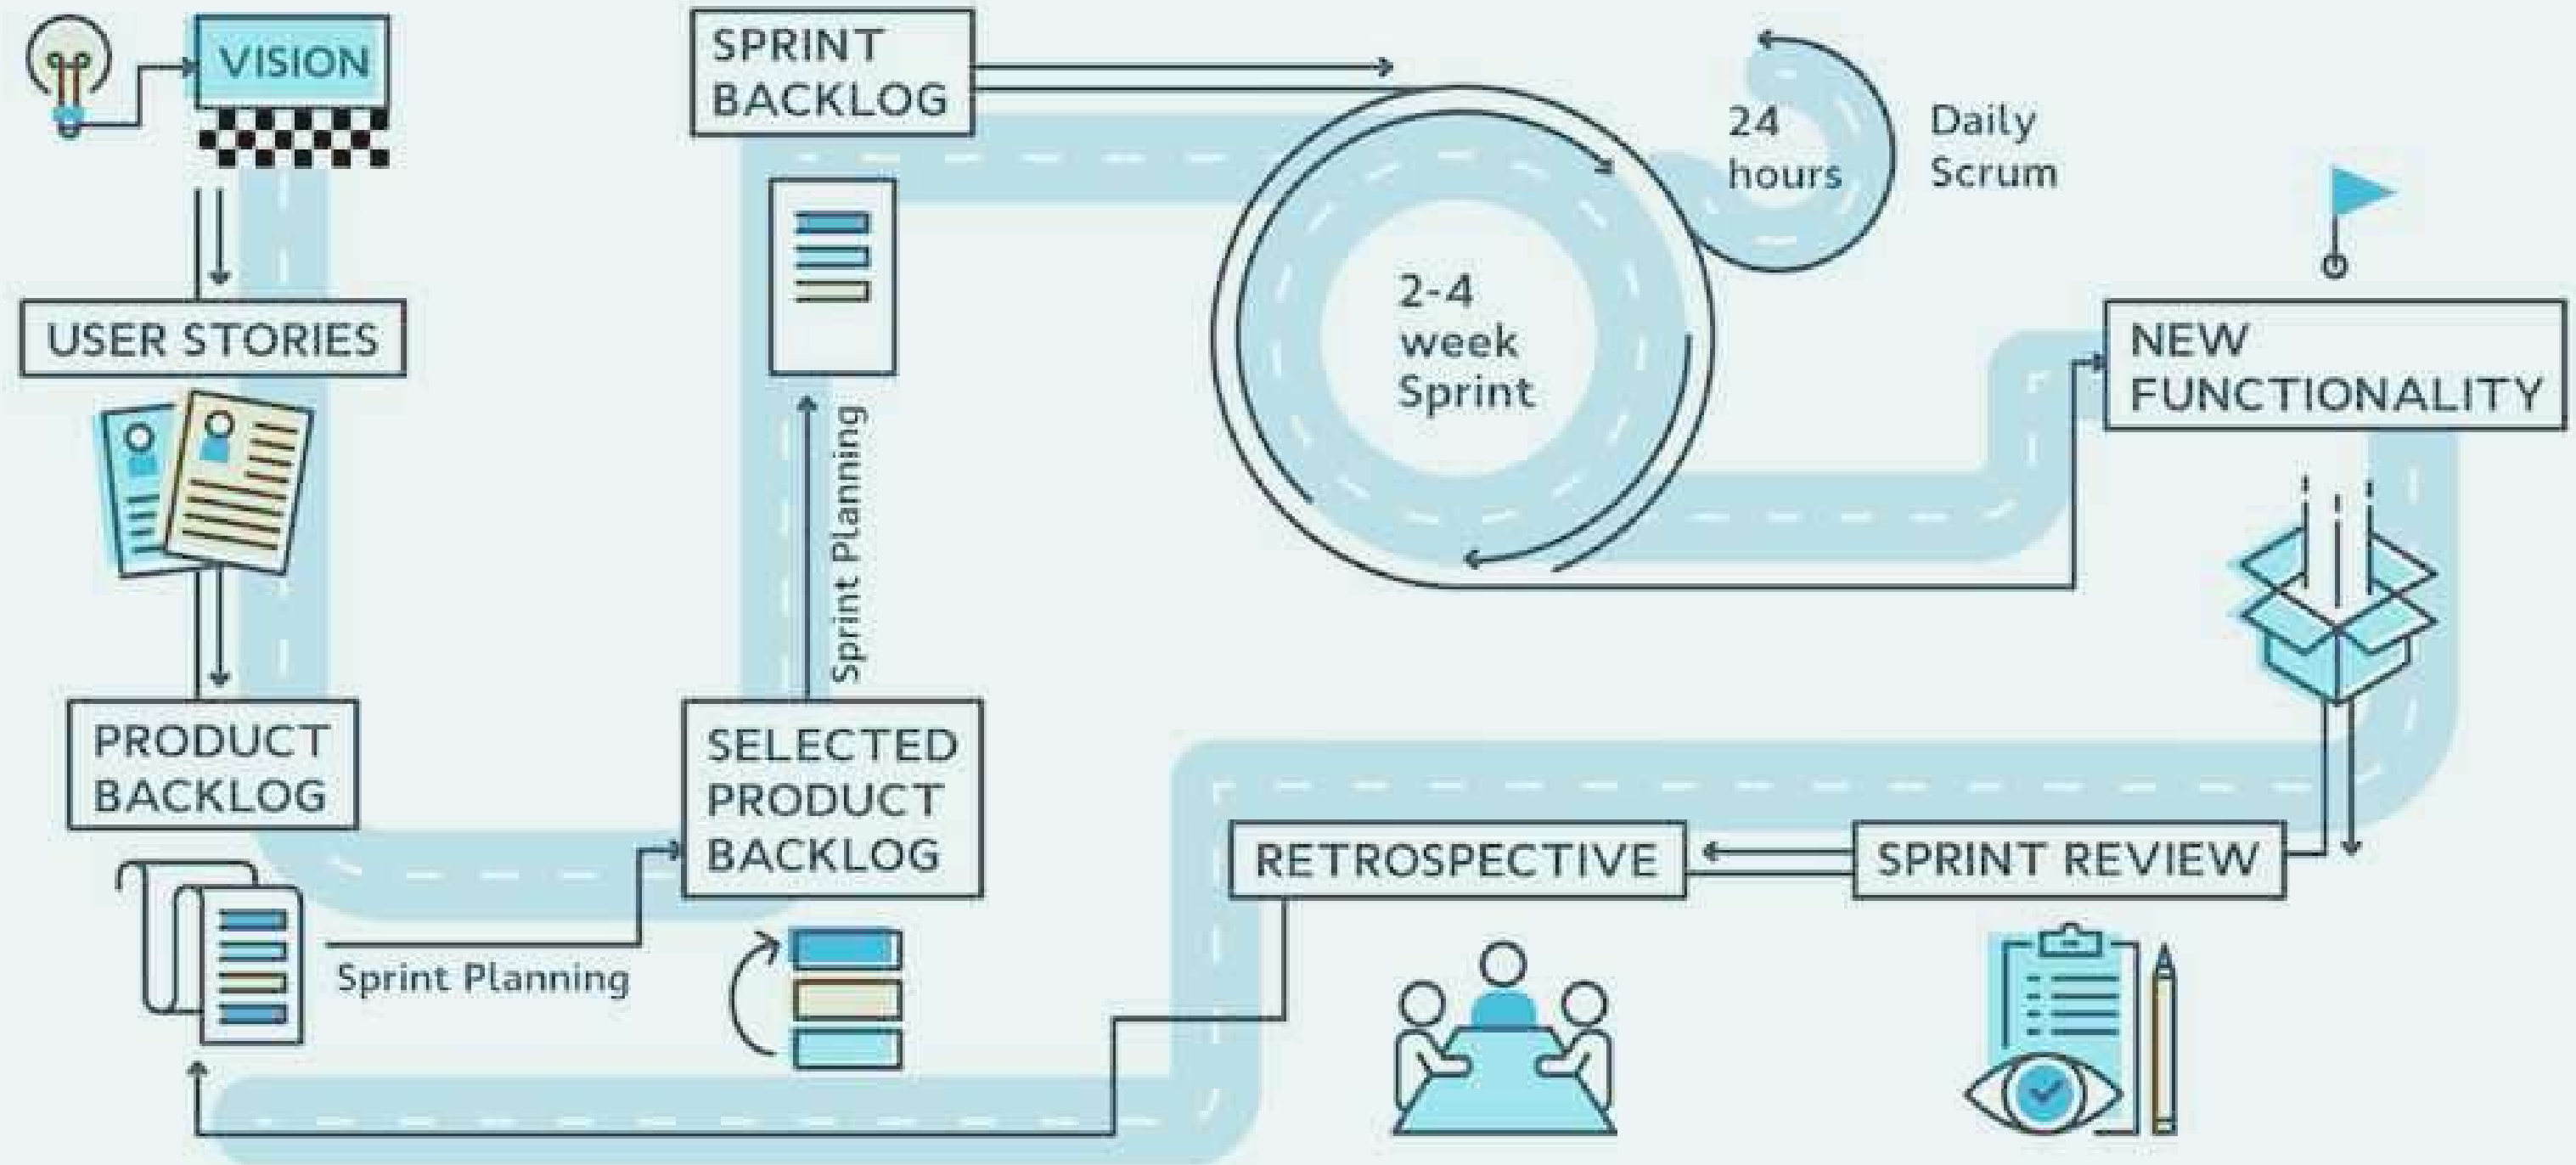 VISION
USER STORIES
PRODUCT
BACKLOG
Sprint Planning
SELECTED
PRODUCT
BACKLOG
Sprint Planning
SPRINT
BACKLOG
2-4
week
Sprint
24
hours
Daily
Scrum
NEW
FUNCTIONALITY
SPRINT REVIEW
RETROSPECTIVE